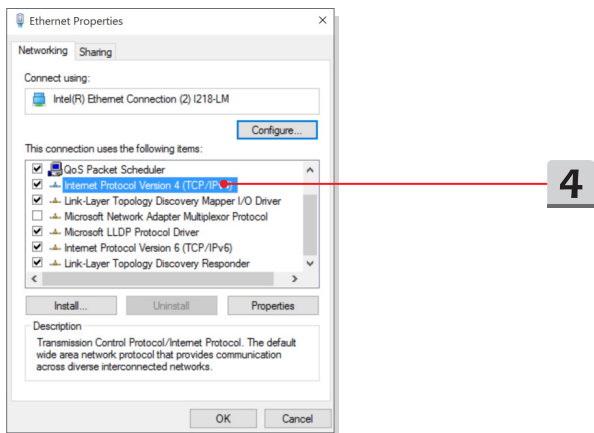 Ethernet Properties
Networking
Sharing
Connect using:
Intel(R) Ethernet Connection (2) I218-LM
Configure...
This connection uses the following items:
QoS Packet Scheduler
Internet Protocol Version 4 (TCP/IPv4)
4
Link-Layer Topology Discovery Mapper I/O Driver
Microsoft Network Adapter Multiplexor Protocol
Microsoft LLDP Protocol Driver
Internet Protocol Version 6 (TCP/IPv6)
Link-Layer Topology Discovery Responder
Install...
Uninstall
Properties
Description
Transmission Control Protocol/Internet Protocol. The default
wide area network protocol that provides communication
across diverse interconnected networks.
OK
Cancel